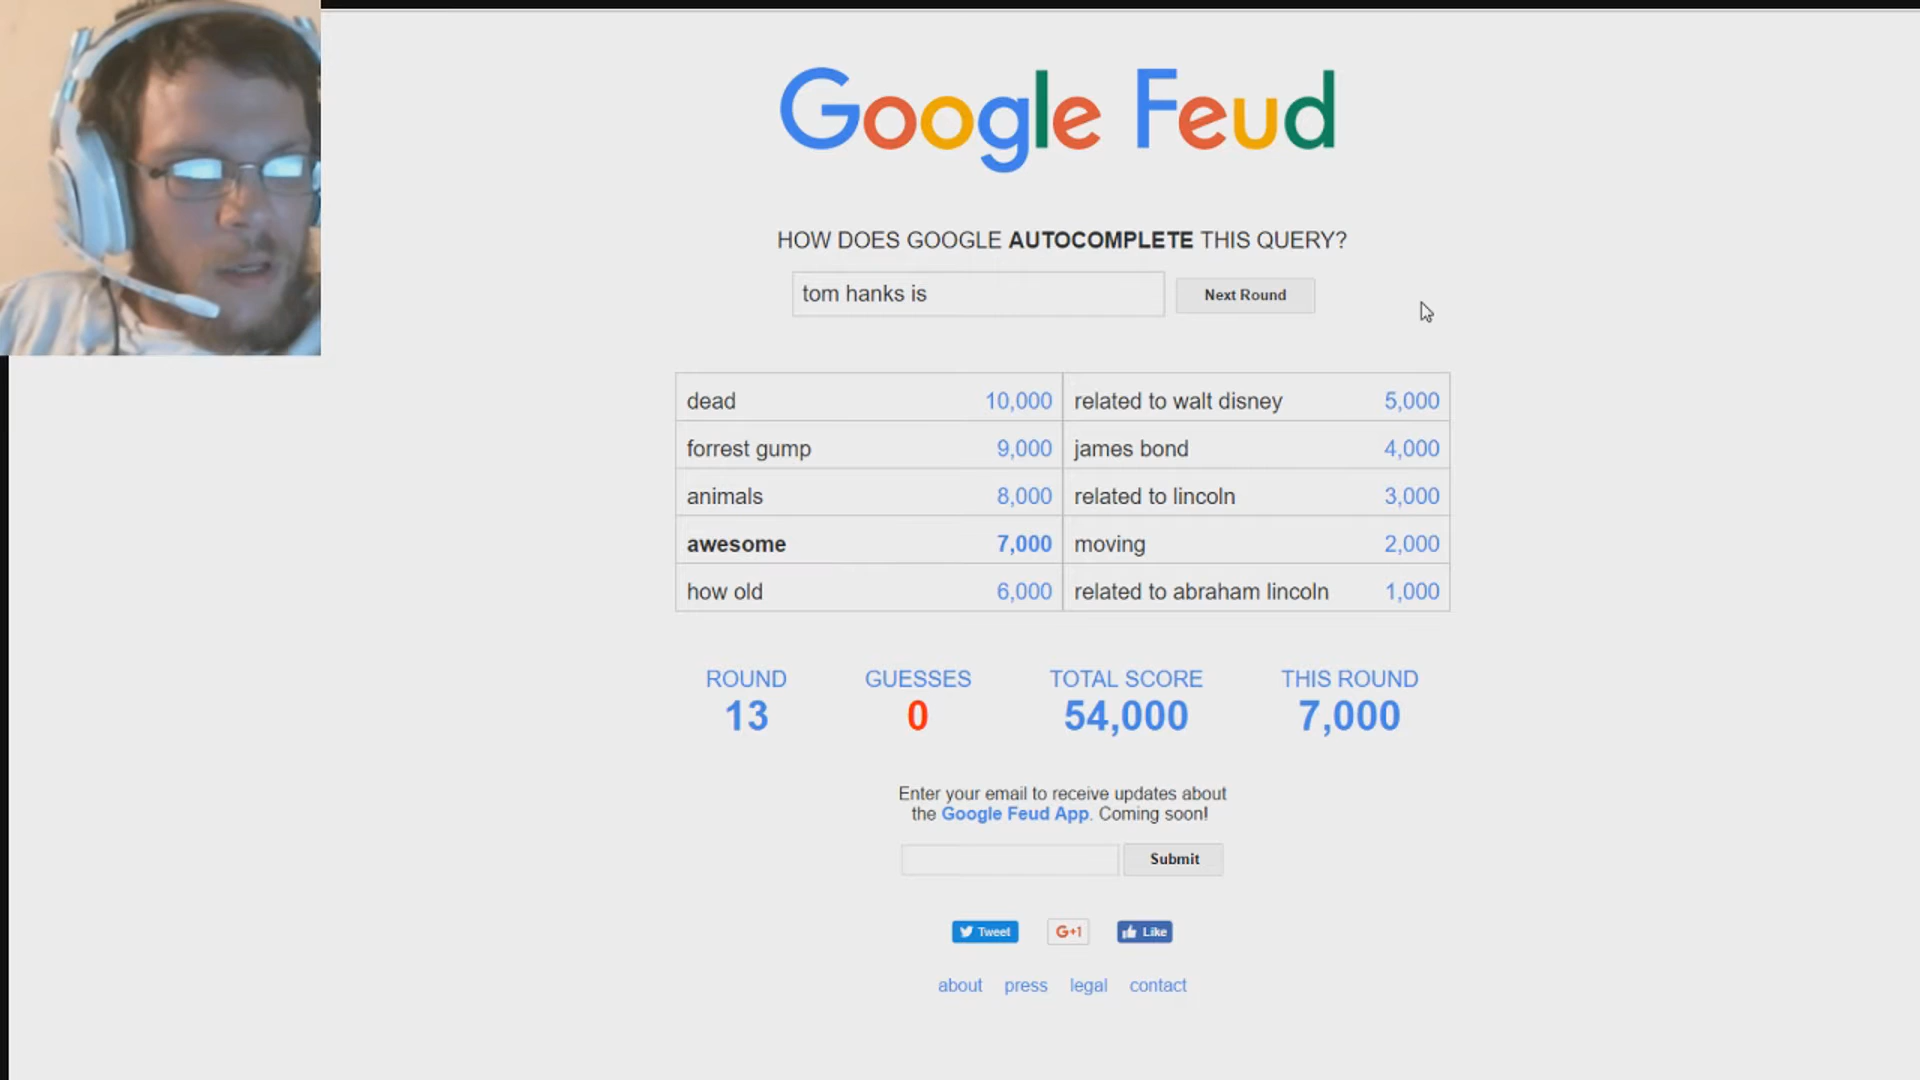 Google Feud
HOW DOES GOOGLE AUTOCOMPLETE THIS QUERY?
tom hanks is
Next Round
dead 10,000
related to walt disney 5,000
forrest gump 9,000
james bond 4,000
animals 8,000
related to lincoln 3,000
awesome 7,000
moving 2,000
how old 6,000
related to abraham lincoln 1,000
ROUND GUESSES TOTAL SCORE THIS ROUND
13 0 54,000 7,000
Enter your email to receive updates about
the Google Feud App. Coming soon!
Submit
Tweet G+1 Like
about press legal contact